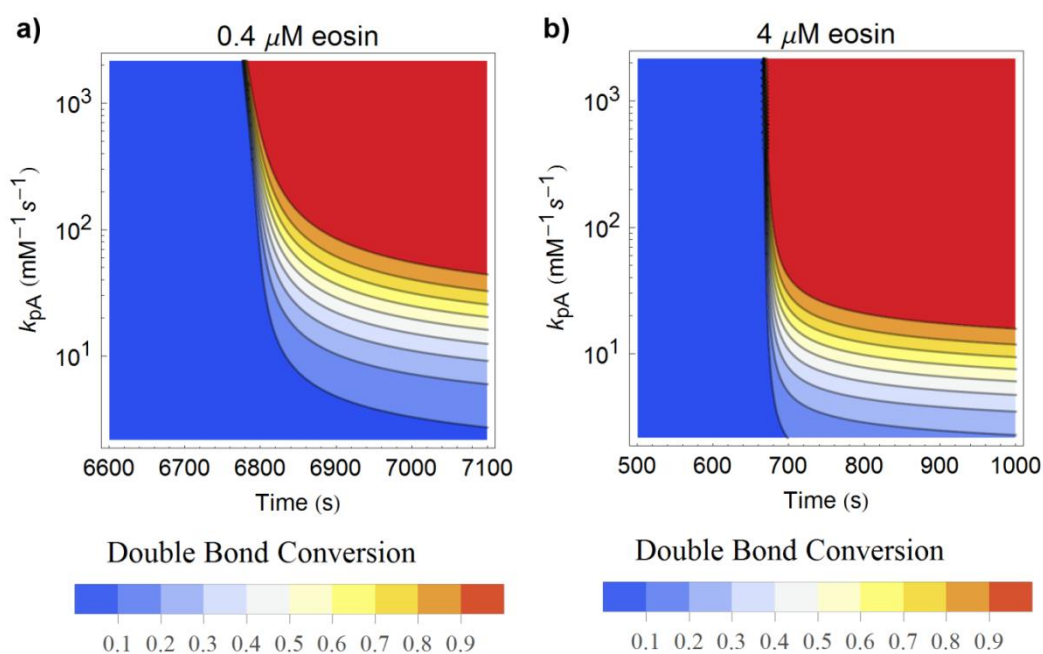 a)
0.4 μM eosin
k_pA (mM⁻¹s⁻¹)
10³
10²
10¹
6600 6700 6800 6900 7000 7100
Time (s)
Double Bond Conversion
0.1 0.2 0.3 0.4 0.5 0.6 0.7 0.8 0.9
b)
4 μM eosin
k_pA (mM⁻¹s⁻¹)
10³
10²
10¹
500 600 700 800 900 1000
Time (s)
Double Bond Conversion
0.1 0.2 0.3 0.4 0.5 0.6 0.7 0.8 0.9